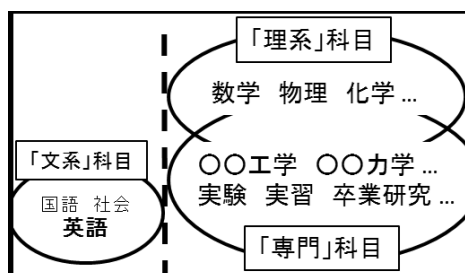 「理系」科目
数学 物理 化学 ...
「文系」科目
国語 社会
英語
〇〇工学 〇〇力学 ...
実験 実習 卒業研究 ...
「専門」科目